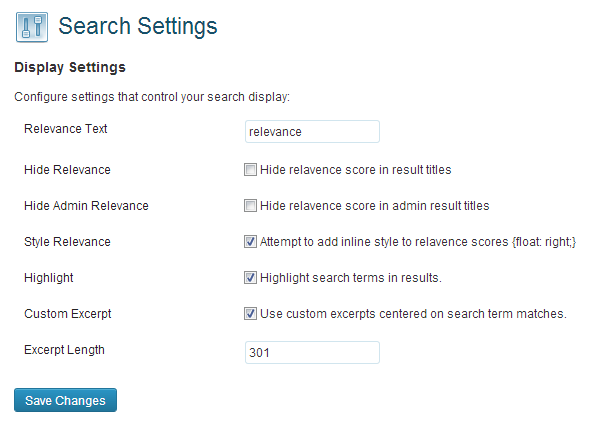 Search Settings
Display Settings
Configure settings that control your search display:
Relevance Text relevance
Hide Relevance Hide relavence score in result titles
Hide Admin Relevance Hide relavence score in admin result titles
Style Relevance Attempt to add inline style to relavence scores {float: right;}
Highlight Highlight search terms in results.
Custom Excerpt Use custom excerpts centered on search term matches.
Excerpt Length 301
Save Changes